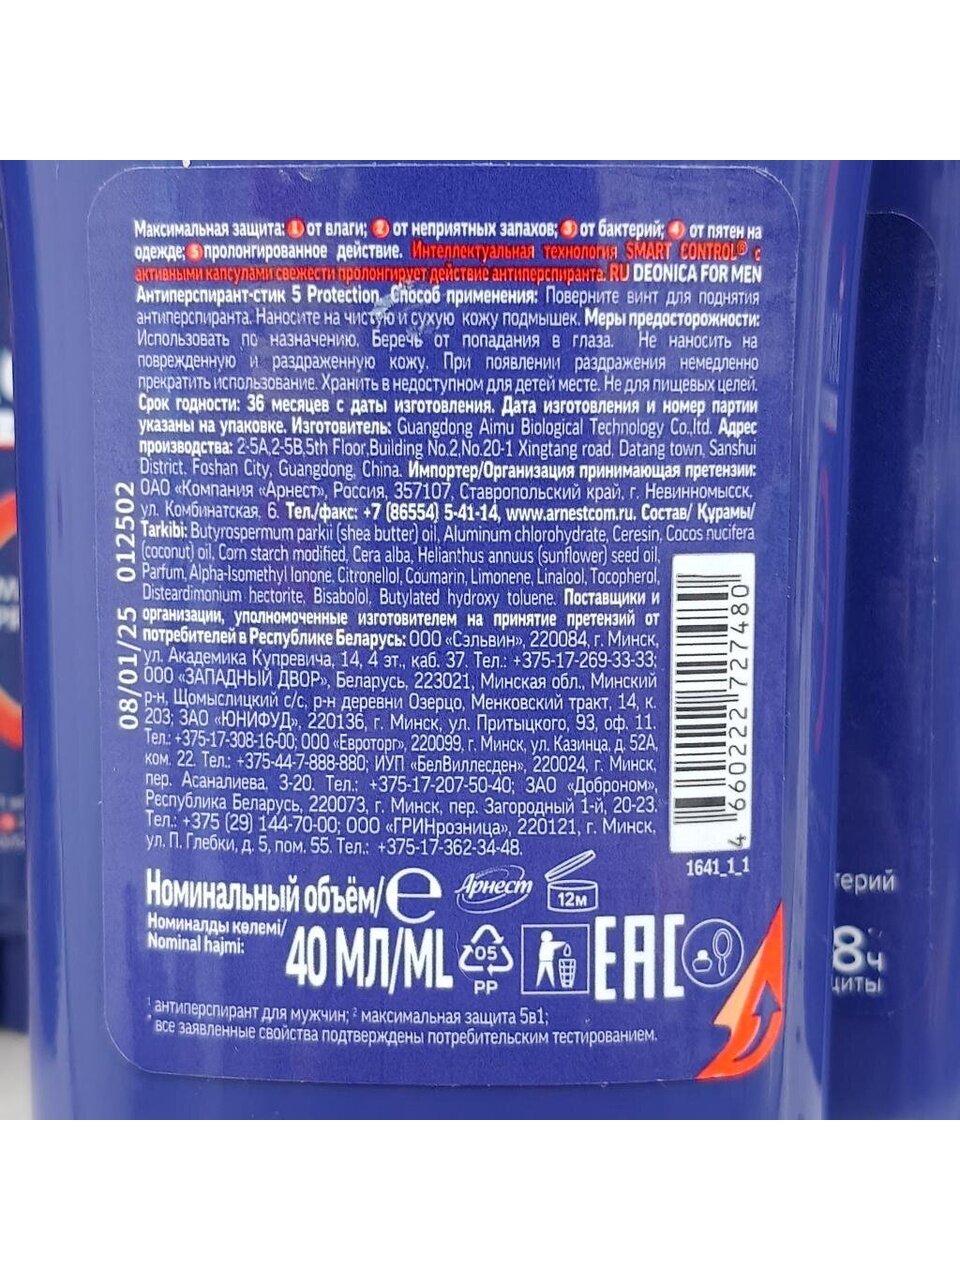 Максимальная защита: 1 от влаги; 2 от неприятных запахов; 3 от бактерий; 4 от пятен на
одежде; 5 пролонгированное действие. Интеллектуальная технология SMART CONTROL® с
активными капсулами свежести пролонгирует действие антиперспиранта. RU DEONICA FOR MEN
Антиперспирант-стик 5 Protection. Способ применения: Поверните винт для поднятия
антиперспиранта. Наносите на чистую и сухую кожу подмышек. Меры предосторожности:
Использовать по назначению. Беречь от попадания в глаза. Не наносить на
поврежденную и раздраженную кожу. При появлении раздражения немедленно
прекратить использование. Хранить в недоступном для детей месте. Не для пищевых целей.
Срок годности: 36 месяцев с даты изготовления. Дата изготовления и номер партии
указаны на упаковке. Изготовитель: Guangdong Aimu Biological Technology Co.ltd. Адрес
производства: 2-5A,2-5B,5th Floor,Building No.2,No.20-1 Xingtang road, Datang town, Sanshui
District, Foshan City, Guangdong, China. Импортер/Организация принимающая претензии:
ОАО «Компания «Арнест», Россия, 357107, Ставропольский край, г. Невинномысск,
ул. Комбинатская, 6. Тел./факс: +7 (86554) 5-41-14, www.arnestcom.ru. Состав/ Құрамы/
Tarkibi: Butyrospermum parkii (shea butter) oil, Aluminum chlorohydrate, Ceresin, Cocos nucifera
(coconut) oil, Corn starch modified, Cera alba, Helianthus annuus (sunflower) seed oil,
Parfum, Alpha-Isomethyl Ionone, Citronellol, Coumarin, Limonene, Linalool, Tocopherol,
Disteardimonium hectorite, Bisabolol, Butylated hydroxy toluene. Поставщики и
организации, уполномоченные изготовителем на принятие претензий от
потребителей в Республике Беларусь: ООО «Сэльвин», 220084, г. Минск,
ул. Академика Купревича, 14, 4 эт., каб. 37. Тел.: +375-17-269-33-33;
ООО «ЗАПАДНЫЙ ДВОР», Беларусь, 223021, Минская обл., Минский
р-н, Щомыслицкий с/с, р-н деревни Озерцо, Менковский тракт, 14, к.
203; ЗАО «ЮНИФУД», 220136, г. Минск, ул. Притыцкого, 93, оф. 11.
Тел.: +375-17-308-16-00; ООО «Евроторг», 220099, г. Минск, ул. Казинца, д. 52А,
ком. 22. Тел.: +375-44-7-888-880; ИУП «БелВиллесден», 220024, г. Минск,
пер. Асаналиева, 3-20. Тел.: +375-17-207-50-40; ЗАО «Доброном»,
Республика Беларусь, 220073, г. Минск, пер. Загородный 1-й, 20-23.
Тел.: +375 (29) 144-70-00; ООО «ГРИНрозница», 220121, г. Минск,
ул. П. Глебки, д. 5, пом. 55. Тел.: +375-17-362-34-48.
08/01/25 012502
4 660222 727480
1641_1_1
Номинальный объём/ e Арнест 12м
Номиналды көлемі/
Nominal hajmi:
40 МЛ/ML
05
PP
EAC
¹ антиперспирант для мужчин; ² максимальная защита 5в1;
все заявленные свойства подтверждены потребительским тестированием.
8ч